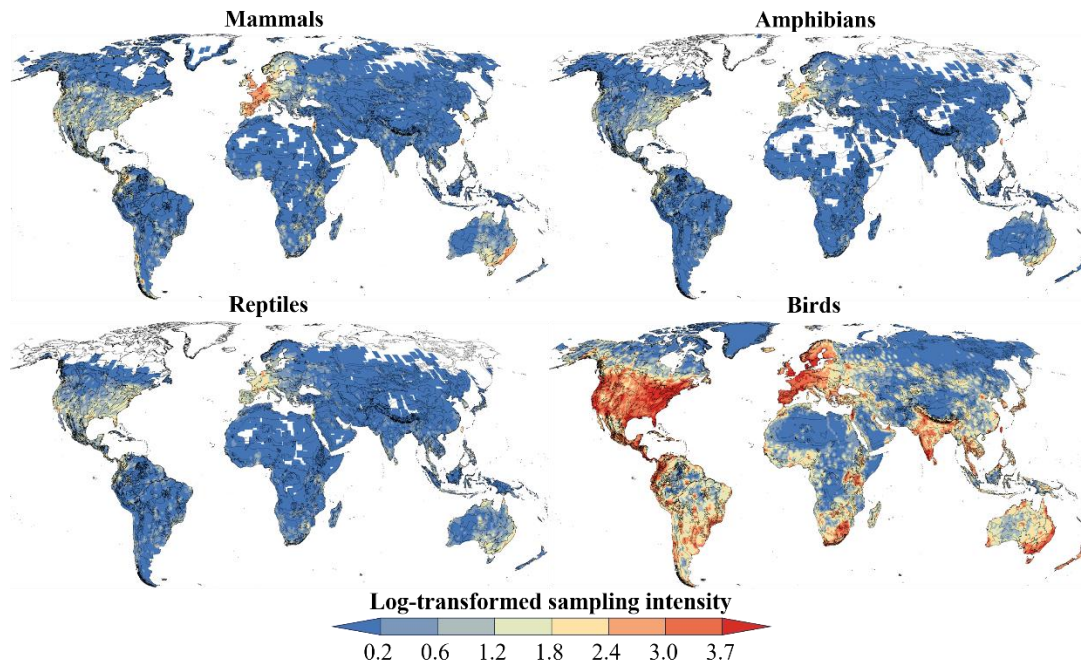 Mammals
Amphibians
Reptiles
Birds
Log-transformed sampling intensity
0.2 0.6 1.2 1.8 2.4 3.0 3.7